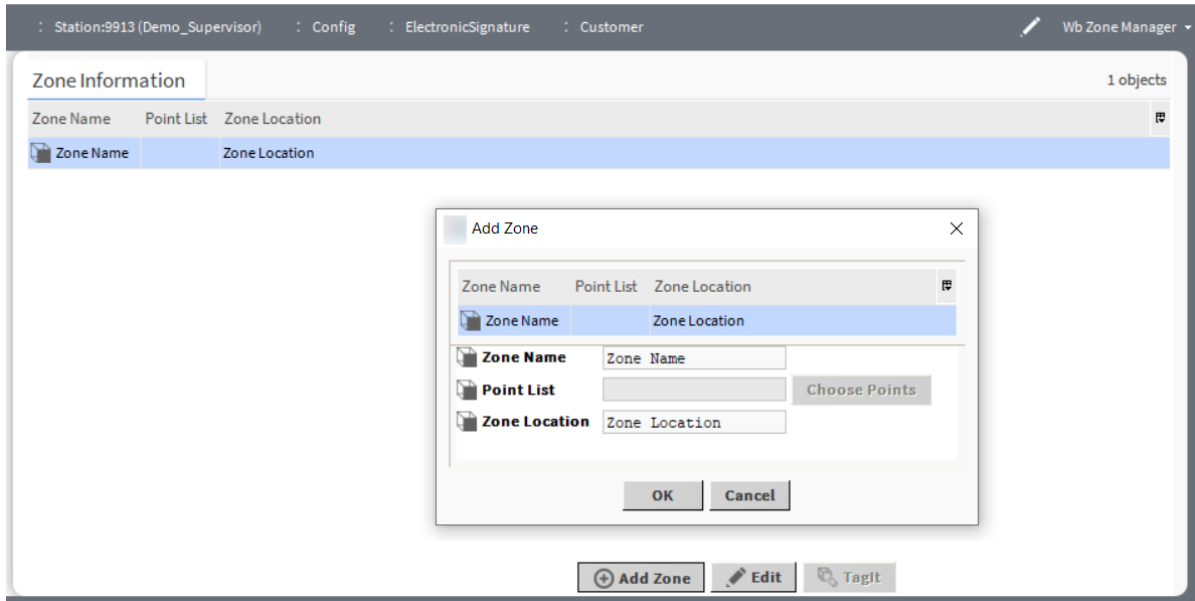 : Station:9913 (Demo_Supervisor) : Config : ElectronicSignature : Customer Wb Zone Manager
Zone Information 1 objects
Zone Name Point List Zone Location
Zone Name Zone Location
Add Zone
Zone Name Point List Zone Location
Zone Name Zone Location
Zone Name Zone Name
Point List Choose Points
Zone Location Zone Location
OK Cancel
Add Zone Edit TagIt